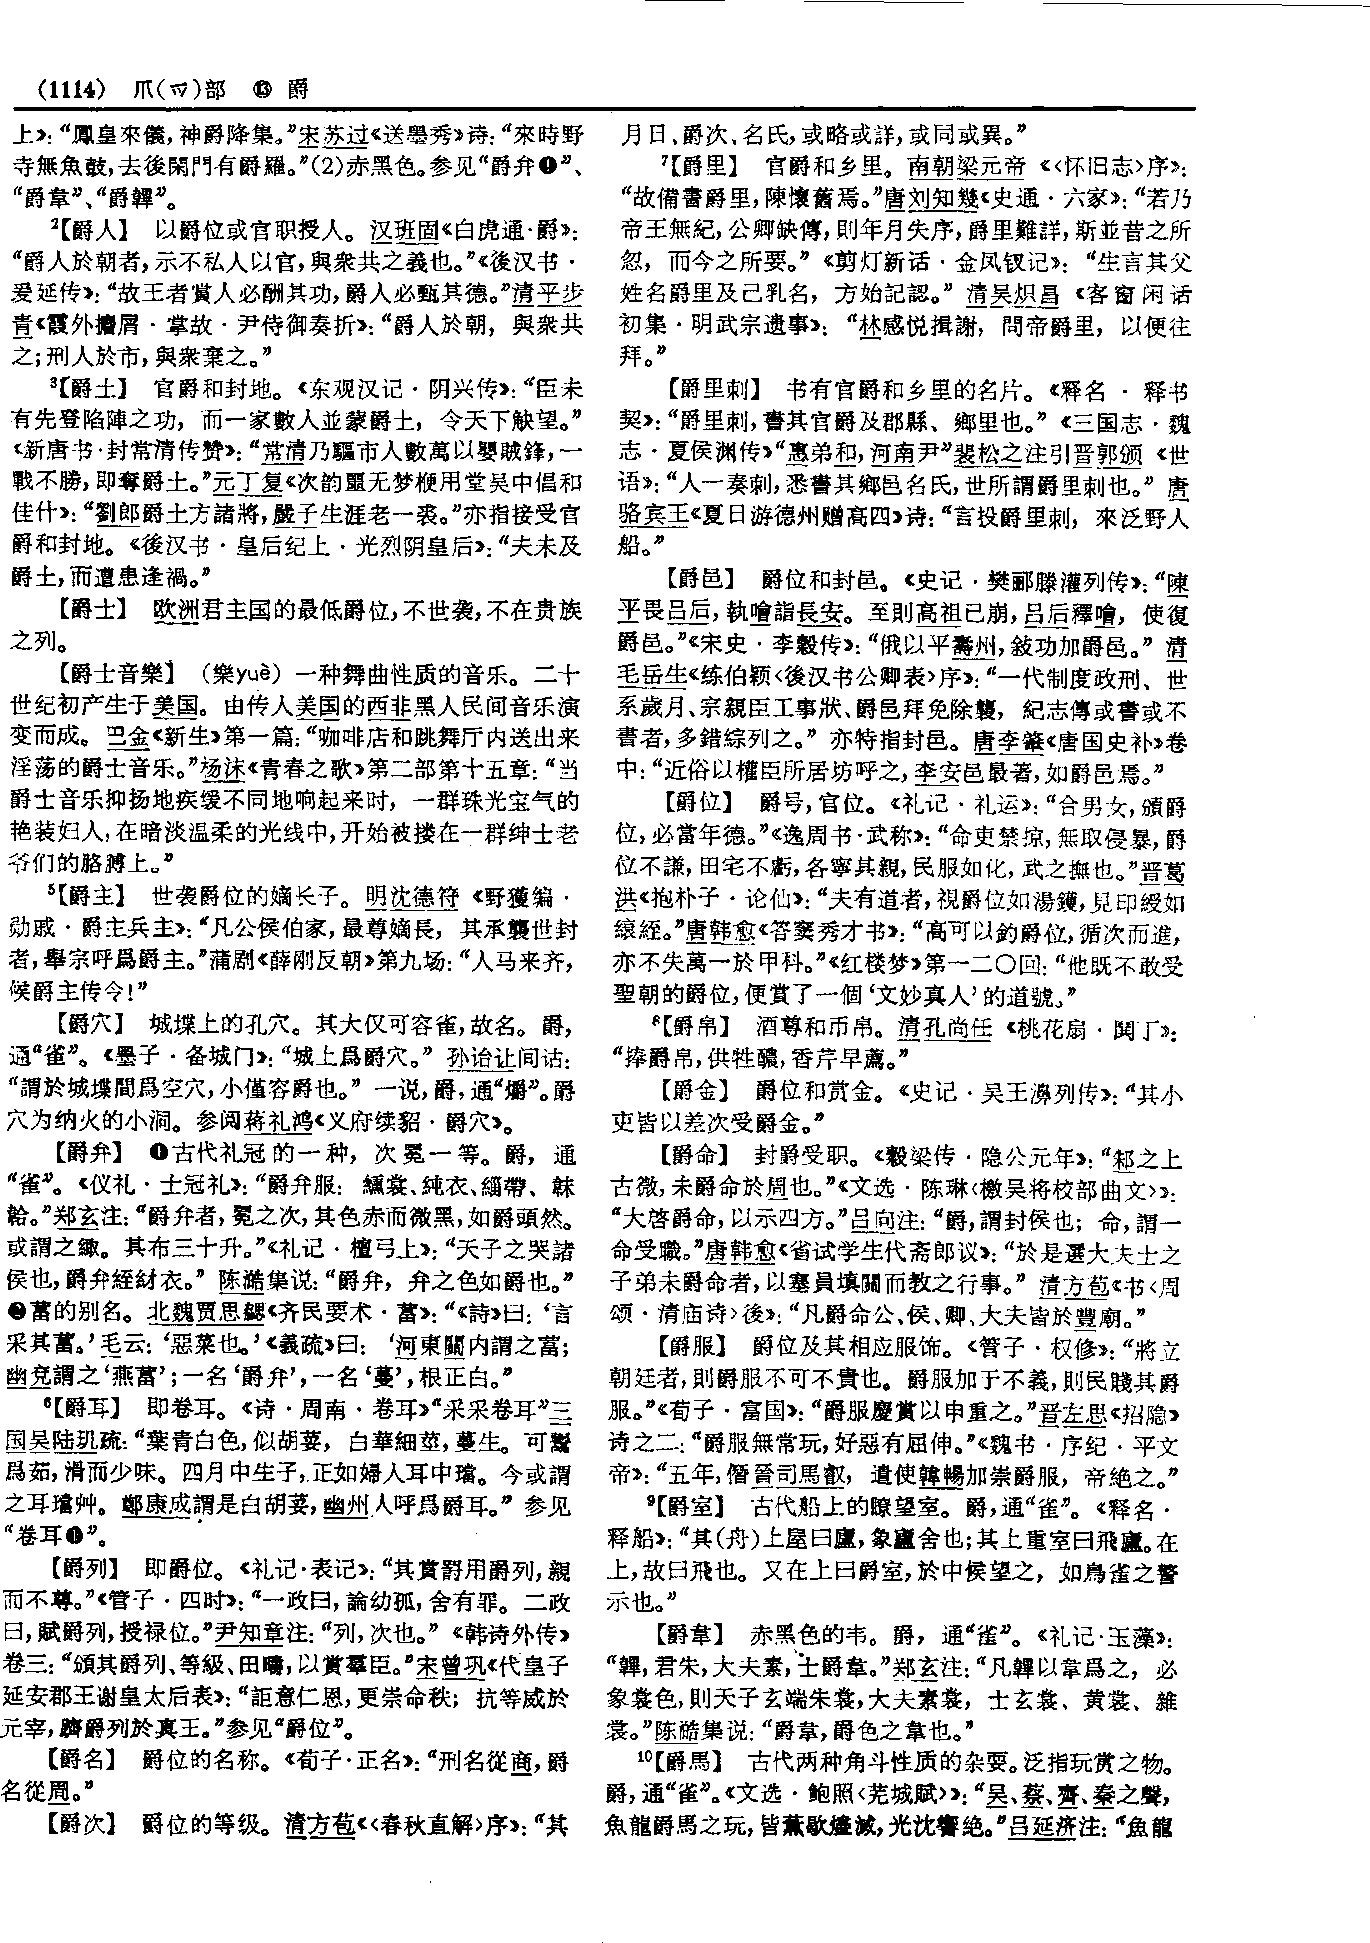 (1114) 爪(爫)部 ⓭ 爵
上》：“鳳皇來儀，神爵降集。”宋苏过《送曇秀》诗：“來時野
寺無魚鼓，去後閑門有爵羅。”(2)赤黑色。参见“爵弁❶”、
“爵韋”、“爵韠”。
2【爵人】 以爵位或官职授人。汉班固《白虎通·爵》：
“爵人於朝者，示不私人以官，與衆共之義也。”《後汉书·
爰延传》：“故王者賞人必酬其功，爵人必甄其德。”清平步
青《霞外攟屑·掌故·尹侍御奏折》：“爵人於朝，與衆共
之；刑人於市，與衆棄之。”
3【爵土】 官爵和封地。《东观汉记·阴兴传》：“臣未
有先登陷陣之功，而一家數人並蒙爵土，令天下觖望。”
《新唐书·封常清传赞》：“常清乃驅市人數萬以嬰賊鋒，一
戰不勝，即奪爵土。”元丁复《次韵噩无梦梗用堂吴中倡和
佳什》：“劉郎爵土方諸將，嚴子生涯老一裘。”亦指接受官
爵和封地。《後汉书·皇后纪上·光烈阴皇后》：“夫未及
爵土，而遭患逢禍。”
【爵士】 欧洲君主国的最低爵位，不世袭，不在贵族
之列。
【爵士音樂】（樂yuè）一种舞曲性质的音乐。二十
世纪初产生于美国。由传人美国的西非黑人民间音乐演
变而成。巴金《新生》第一篇：“咖啡店和跳舞厅内送出来
淫荡的爵士音乐。”杨沫《青春之歌》第二部第十五章：“当
爵士音乐抑扬地疾缓不同地响起来时，一群珠光宝气的
艳装妇人，在暗淡温柔的光线中，开始被搂在一群绅士老
爷们的胳膊上。”
5【爵主】 世袭爵位的嫡长子。明沈德符《野獲编·
勋戚·爵主兵主》：“凡公侯伯家，最尊嫡長，其承襲世封
者，舉宗呼爲爵主。”蒲剧《薛刚反朝》第九场：“人马来齐，
候爵主传令！”
【爵穴】 城堞上的孔穴。其大仅可容雀，故名。爵，
通“雀”。《墨子·备城门》：“城上爲爵穴。”孙诒让间诂：
“謂於城堞間爲空穴，小僅容爵也。”一说，爵，通“爝”。爵
穴为纳火的小洞。参阅蒋礼鸿《义府续貂·爵穴》。
【爵弁】 ❶古代礼冠的一种，次冕一等。爵，通
“雀”。《仪礼·士冠礼》：“爵弁服：纁裳、純衣、緇帶、韎
韐。”郑玄注：“爵弁者，冕之次，其色赤而微黑，如爵頭然。
或謂之緅。其布三十升。”《礼记·檀弓上》：“天子之哭諸
侯也，爵弁絰紂衣。”陈澔集说：“爵弁，弁之色如爵也。”
❷葍的别名。北魏贾思勰《齐民要术·葍》：“《詩》曰：‘言
采其葍。’毛云：‘惡菜也。’《義疏》曰：‘河東關内謂之葍；
幽兗謂之‘燕葍’；一名‘爵弁’，一名‘蔓’，根正白。”
6【爵耳】 即卷耳。《诗·周南·卷耳》“采采卷耳”三
国吴陆玑疏：“葉青白色，似胡荽，白華細莖，蔓生。可鬻
爲茹，滑而少味。四月中生子，正如婦人耳中璫。今或謂
之耳璫艸。鄭康成謂是白胡荽，幽州人呼爲爵耳。”参见
“卷耳❶”。
【爵列】 即爵位。《礼记·表记》：“其賞罰用爵列，親
而不尊。”《管子·四时》：“一政曰，論幼孤，舍有罪。二政
曰，賦爵列，授禄位。”尹知章注：“列，次也。”《韩诗外传》
卷三：“頒其爵列、等級、田疇，以賞羣臣。”宋曾巩《代皇子
延安郡王谢皇太后表》：“詎意仁恩，更崇命秩；抗等威於
元宰，躋爵列於真王。”参见“爵位”。
【爵名】 爵位的名称。《荀子·正名》：“刑名從商，爵
名從周。”
【爵次】 爵位的等级。清方苞《〈春秋直解〉序》：“其
月日、爵次、名氏，或略或詳，或同或異。”
7【爵里】 官爵和乡里。南朝梁元帝《〈怀旧志〉序》：
“故備書爵里，陳懷舊焉。”唐刘知幾《史通·六家》：“若乃
帝王無紀，公卿缺傳，則年月失序，爵里難詳，斯並昔之所
忽，而今之所要。”《剪灯新话·金凤钗记》：“生言其父
姓名爵里及己乳名，方始記認。”清吴炽昌《客窗闲话
初集·明武宗遗事》：“林感悦揖謝，問帝爵里，以便往
拜。”
【爵里刺】 书有官爵和乡里的名片。《释名·释书
契》：“爵里刺，書其官爵及郡縣、鄉里也。”《三国志·魏
志·夏侯渊传》“惠弟和，河南尹”裴松之注引晋郭颁《世
语》：“人一奏刺，悉書其鄉邑名氏，世所謂爵里刺也。”唐
骆宾王《夏日游德州赠高四》诗：“言投爵里刺，來泛野人
船。”
【爵邑】 爵位和封邑。《史记·樊郦滕灌列传》：“陳
平畏吕后，執噲詣長安。至則高祖已崩，吕后釋噲，使復
爵邑。”《宋史·李穀传》：“俄以平壽州，敍功加爵邑。”清
毛岳生《练伯颖〈後汉书公卿表〉序》：“一代制度政刑、世
系歲月、宗親臣工事狀、爵邑拜免除襲，紀志傳或書或不
書者，多錯綜列之。”亦特指封邑。唐李肇《唐国史补》卷
中：“近俗以權臣所居坊呼之，李安邑最著，如爵邑焉。”
【爵位】 爵号，官位。《礼记·礼运》：“合男女，頒爵
位，必當年德。”《逸周书·武称》：“命吏禁掠，無取侵暴，爵
位不謙，田宅不虧，各寧其親，民服如化，武之撫也。”晋葛
洪《抱朴子·论仙》：“夫有道者，視爵位如湯鑊，見印綬如
縗絰。”唐韩愈《答窦秀才书》：“高可以釣爵位，循次而進，
亦不失萬一於甲科。”《红楼梦》第一二〇回：“他既不敢受
聖朝的爵位，便賞了一個‘文妙真人’的道號。”
8【爵帛】 酒尊和币帛。清孔尚任《桃花扇·鬨丁》：
“捧爵帛，供牲醴，香芹早薦。”
【爵金】 爵位和赏金。《史记·吴王濞列传》：“其小
吏皆以差次受爵金。”
【爵命】 封爵受职。《穀梁传·隐公元年》：“邾之上
古微，未爵命於周也。”《文选·陈琳〈檄吴将校部曲文〉》：
“大啓爵命，以示四方。”吕向注：“爵，謂封侯也；命，謂一
命受職。”唐韩愈《省试学生代斋郎议》：“於是選大夫士之
子弟未爵命者，以塞員填闕而教之行事。”清方苞《书〈周
颂·清庙诗〉後》：“凡爵命公、侯、卿、大夫皆於豐廟。”
【爵服】 爵位及其相应服饰。《管子·权修》：“將立
朝廷者，則爵服不可不貴也。爵服加于不義，則民賤其爵
服。”《荀子·富国》：“爵服慶賞以申重之。”晋左思《招隐》
诗之二：“爵服無常玩，好惡有屈伸。”《魏书·序纪·平文
帝》：“五年，僭晉司馬叡，遣使韓暢加崇爵服，帝絶之。”
9【爵室】 古代船上的瞭望室。爵，通“雀”。《释名·
释船》：“其(舟)上屋曰廬，象廬舍也；其上重室曰飛廬。在
上，故曰飛也。又在上曰爵室，於中候望之，如鳥雀之警
示也。”
【爵韋】 赤黑色的韦。爵，通“雀”。《礼记·玉藻》：
“韠，君朱，大夫素，士爵韋。”郑玄注：“凡韠以韋爲之，必
象裳色，則天子玄端朱裳，大夫素裳，士玄裳、黄裳、雜
裳。”陈皓集说：“爵韋，爵色之韋也。”
10【爵馬】 古代两种角斗性质的杂耍。泛指玩赏之物。
爵，通“雀”。《文选·鲍照〈芜城赋〉》：“吴、蔡、齊、秦之聲，
魚龍爵馬之玩，皆薰歇燼滅，光沈響絶。”吕延济注：“魚龍